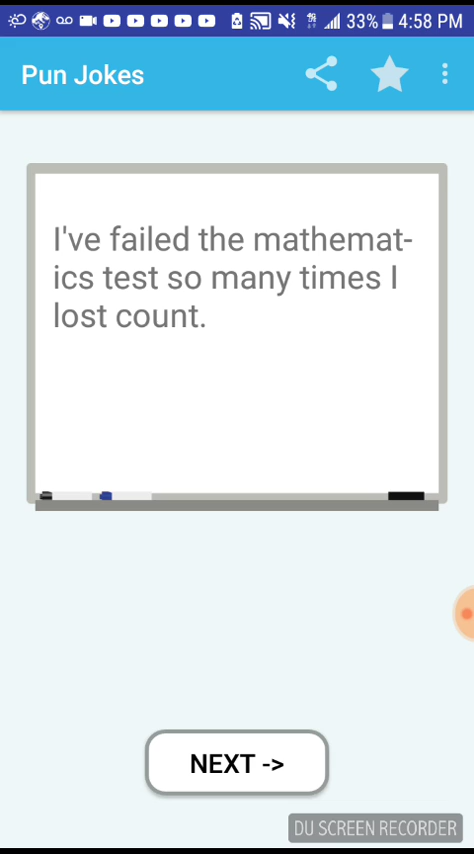 33% 4:58 PM
Pun Jokes
I've failed the mathemat-
ics test so many times I
lost count.
NEXT ->
DU SCREEN RECORDER